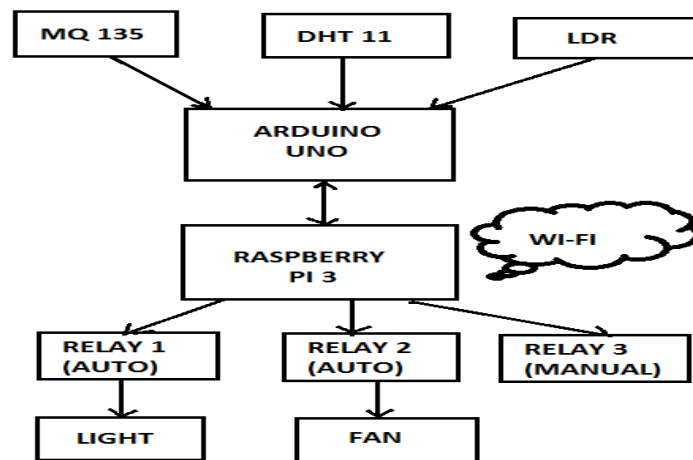 MQ 135
DHT 11
LDR
ARDUINO
UNO
WI-FI
RASPBERRY
PI 3
RELAY 1
(AUTO)
RELAY 2
(AUTO)
RELAY 3
(MANUAL)
LIGHT
FAN